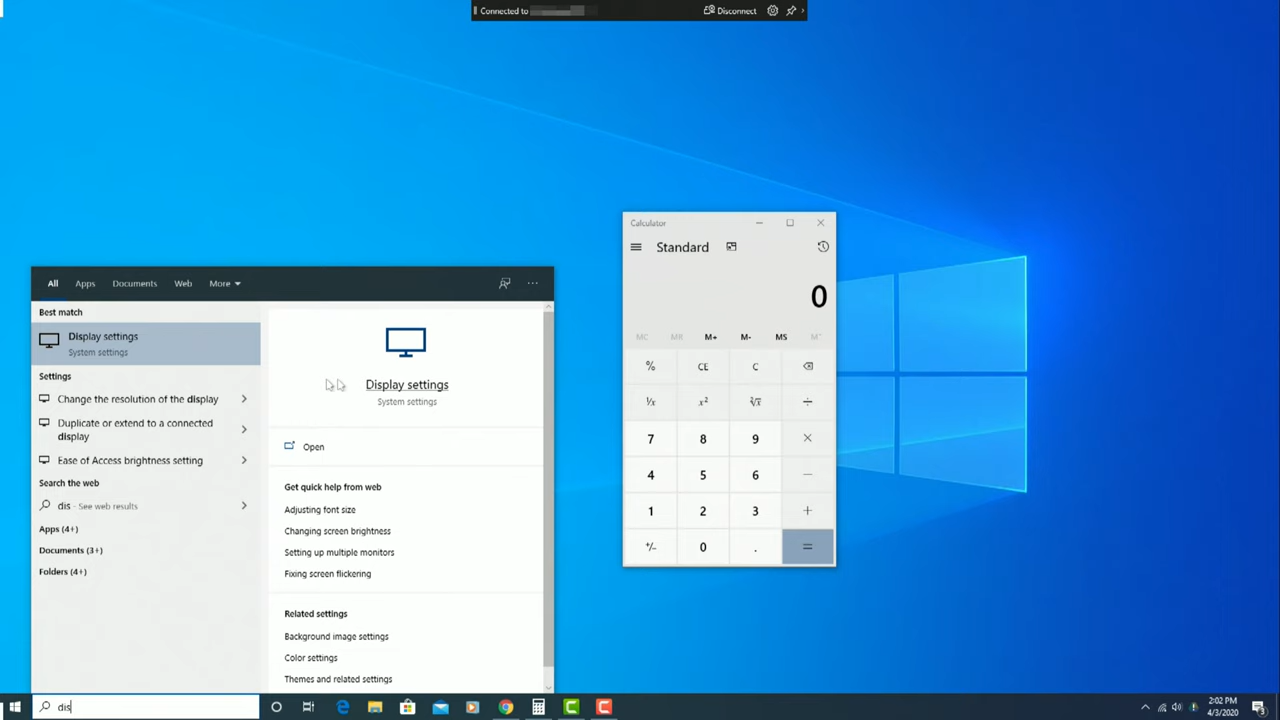 Connected to
Disconnect
Calculator
Standard
0
MC MR M+ M- MS M˅
% CE C
¹/x x² ²√x ÷
7 8 9 ×
4 5 6 −
1 2 3 +
+/− 0 . =
All Apps Documents Web More
Best match
Display settings
System settings
Settings
Change the resolution of the display
Duplicate or extend to a connected
display
Ease of Access brightness setting
Search the web
dis - See web results
Apps (4+)
Documents (3+)
Folders (4+)
Display settings
System settings
Open
Get quick help from web
Adjusting font size
Changing screen brightness
Setting up multiple monitors
Fixing screen flickering
Related settings
Background image settings
Color settings
Themes and related settings
dis
2:02 PM
4/3/2020
3